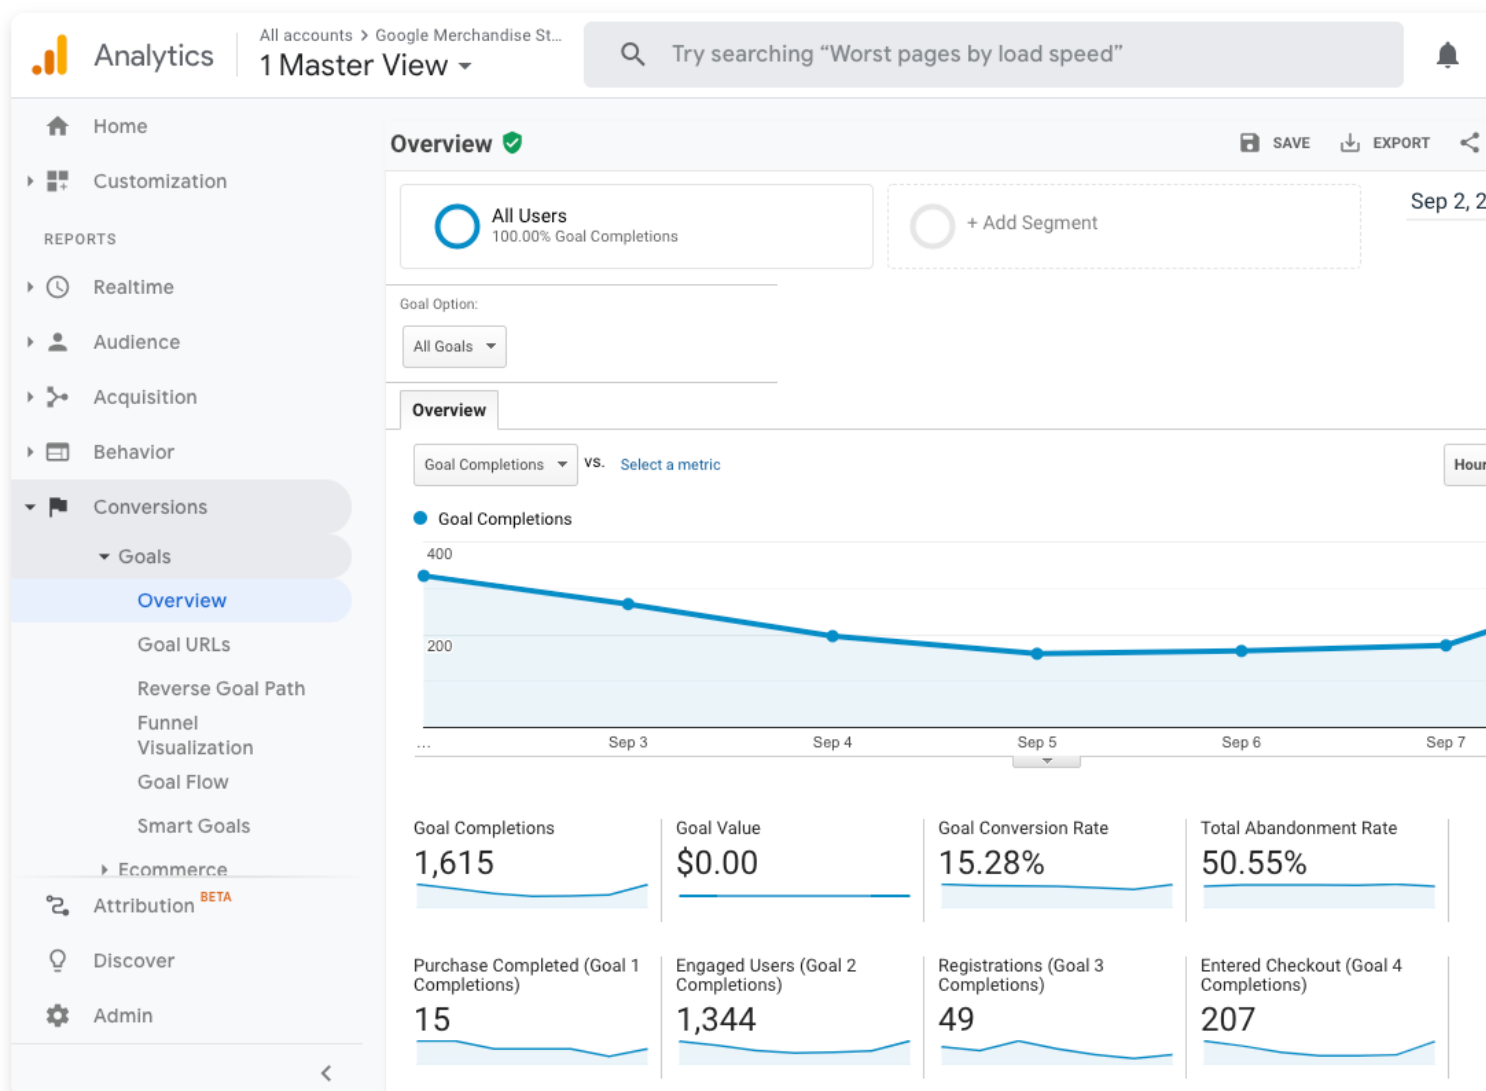 Analytics
All accounts > Google Merchandise St...
1 Master View
Try searching “Worst pages by load speed”
Home
Customization
REPORTS
Realtime
Audience
Acquisition
Behavior
Conversions
Goals
Overview
Goal URLs
Reverse Goal Path
Funnel
Visualization
Goal Flow
Smart Goals
Ecommerce
Attribution BETA
Discover
Admin
Overview
SAVE
EXPORT
All Users
100.00% Goal Completions
+ Add Segment
Sep 2, 2
Goal Option:
All Goals
Overview
Goal Completions
VS.
Select a metric
Hour
Goal Completions
400
200
...
Sep 3
Sep 4
Sep 5
Sep 6
Sep 7
Goal Completions
1,615
Goal Value
$0.00
Goal Conversion Rate
15.28%
Total Abandonment Rate
50.55%
Purchase Completed (Goal 1
Completions)
15
Engaged Users (Goal 2
Completions)
1,344
Registrations (Goal 3
Completions)
49
Entered Checkout (Goal 4
Completions)
207